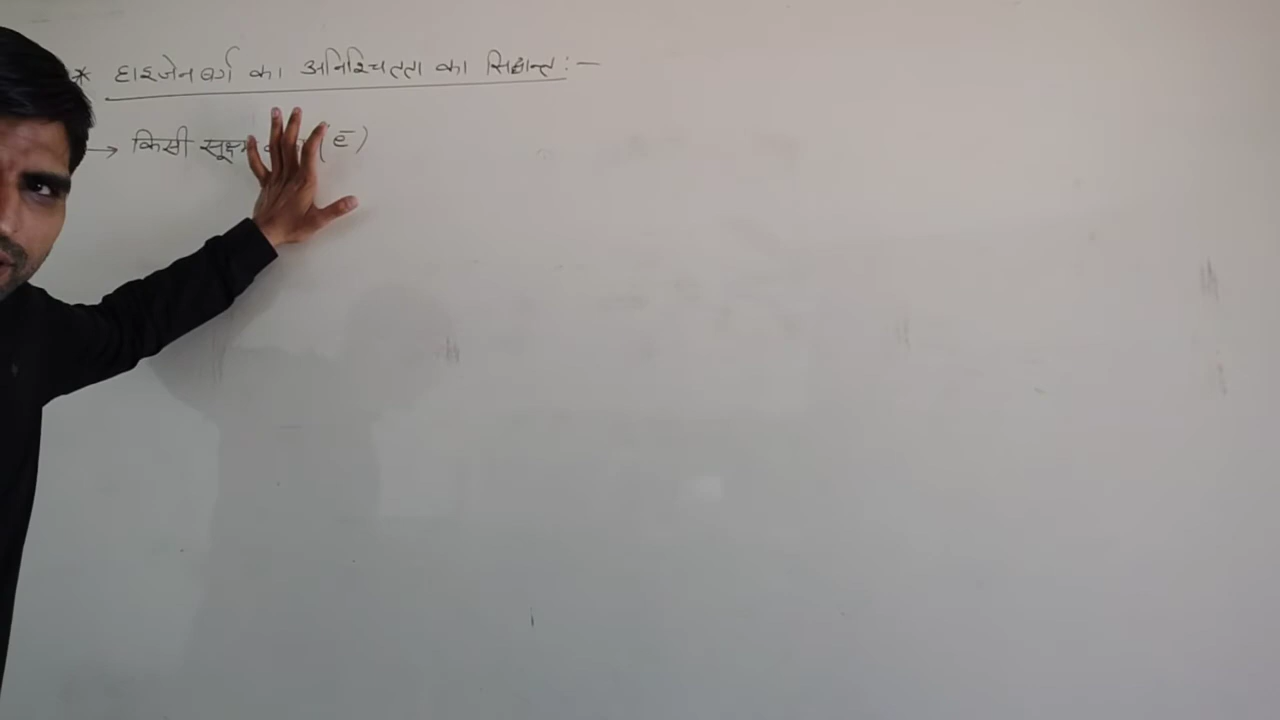 * हाइजेनबर्ग का अनिश्चितता का सिद्धान्त :-
→ किसी सूक्ष्म (e̅)